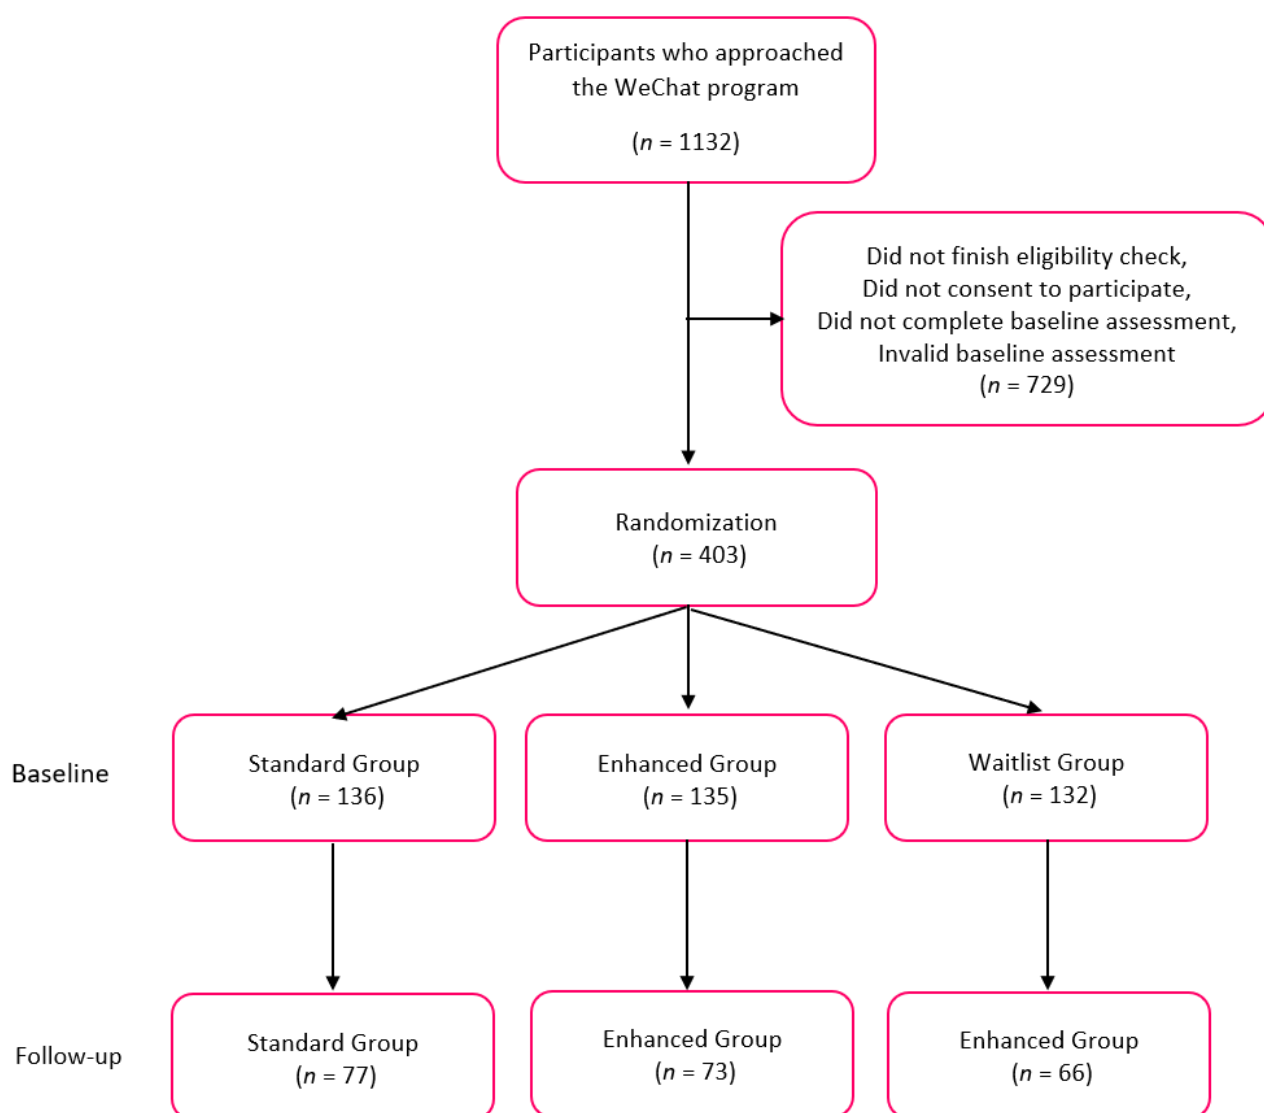 Participants who approached
the WeChat program
(n = 1132)
Did not finish eligibility check,
Did not consent to participate,
Did not complete baseline assessment,
Invalid baseline assessment
(n = 729)
Randomization
(n = 403)
Baseline
Standard Group
(n = 136)
Enhanced Group
(n = 135)
Waitlist Group
(n = 132)
Follow-up
Standard Group
(n = 77)
Enhanced Group
(n = 73)
Enhanced Group
(n = 66)